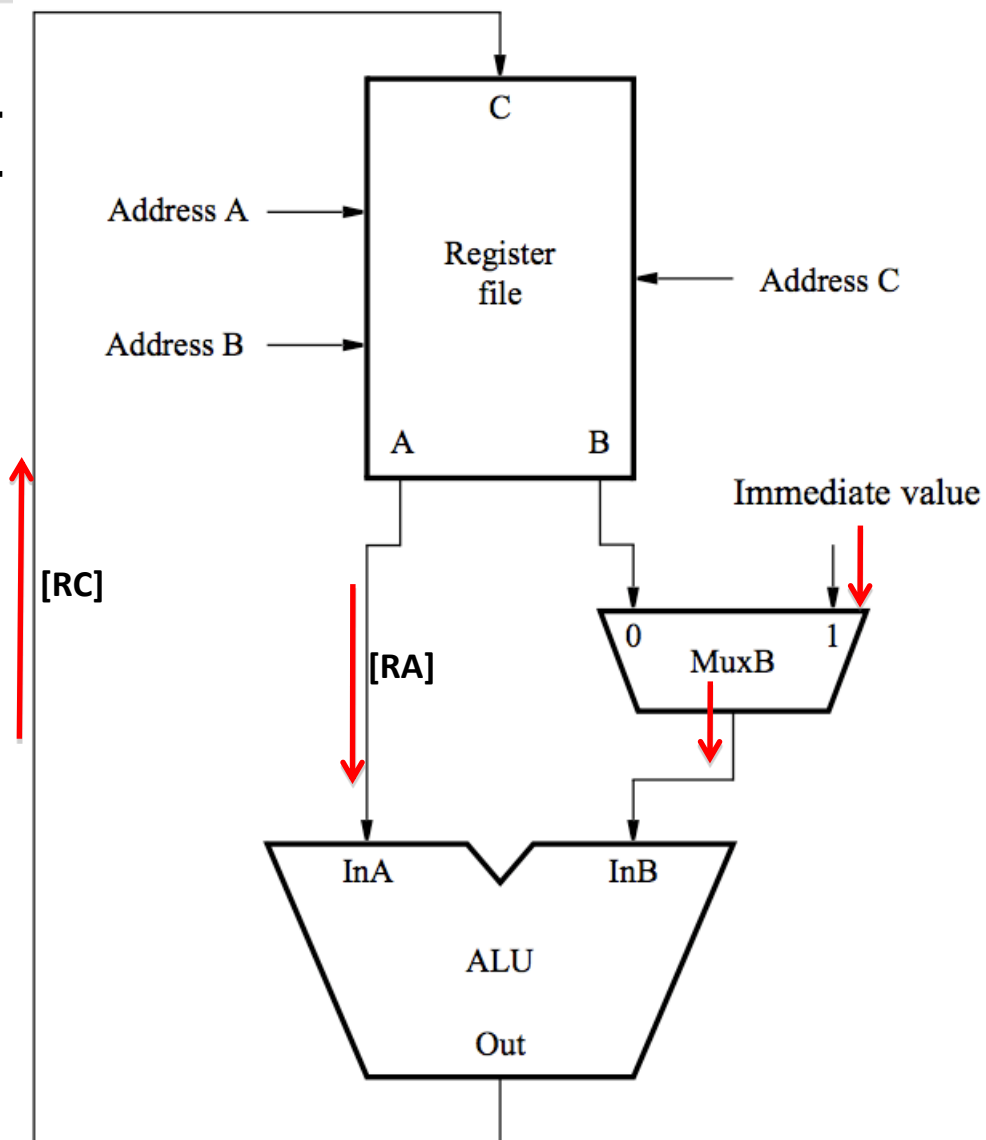 C
Address A
Register
file
Address C
Address B
A
B
Immediate value
[RC]
0
1
MuxB
[RA]
InA
InB
ALU
Out